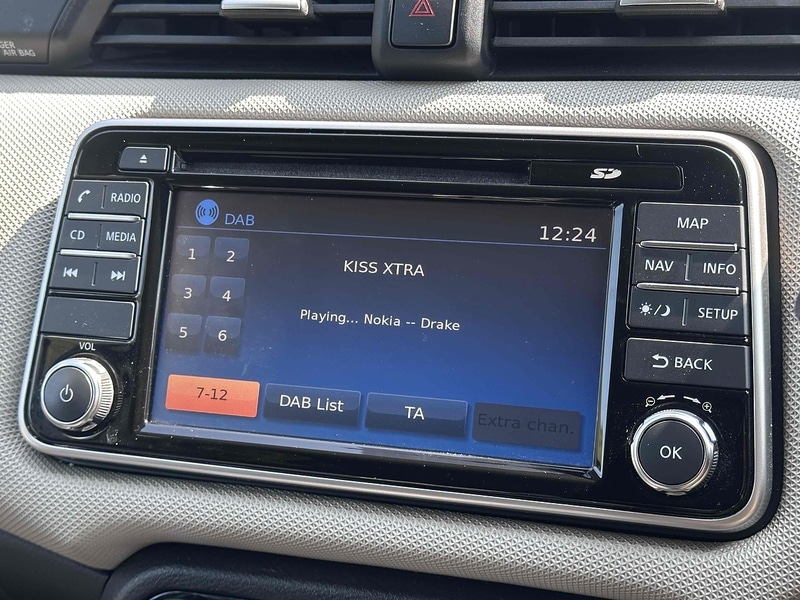 GER
AIR BAG
SD
RADIO
CD MEDIA
VOL
DAB
12:24
1 2
3 4
5 6
KISS XTRA
Playing... Nokia -- Drake
7-12 DAB List TA Extra chan.
MAP
NAV INFO
SETUP
BACK
OK